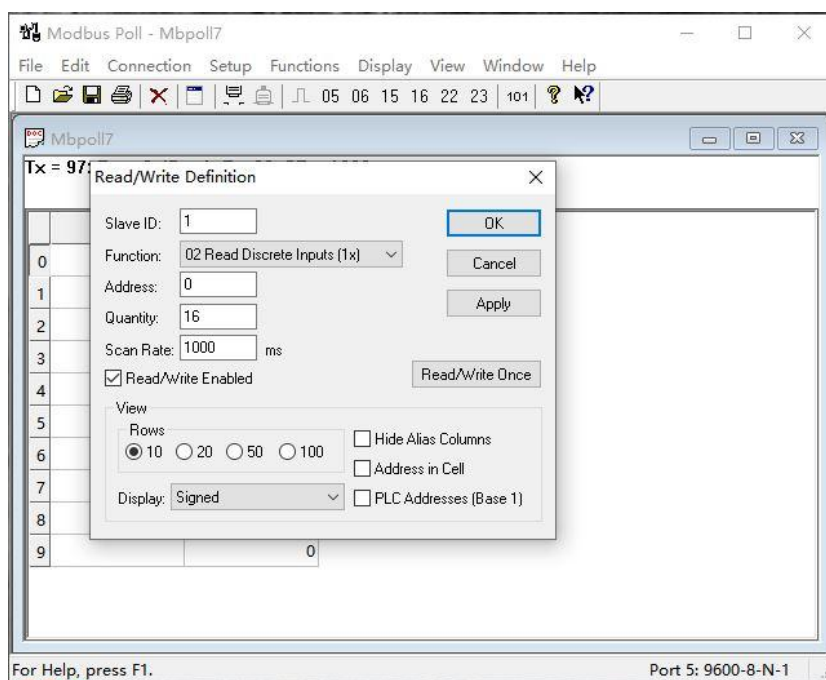 Modbus Poll - Mbpoll7
File Edit Connection Setup Functions Display View Window Help
05 06 15 16 22 23 101
Mbpoll7
Tx = 97
Read/Write Definition
Slave ID: 1
OK
Function: 02 Read Discrete Inputs (1x)
Cancel
Address: 0
Apply
Quantity: 16
Scan Rate: 1000 ms
Read/Write Enabled
Read/Write Once
View
Rows
10 20 50 100
Hide Alias Columns
Address in Cell
Display: Signed
PLC Addresses (Base 1)
0
1
2
3
4
5
6
7
8
9 0
For Help, press F1.
Port 5: 9600-8-N-1